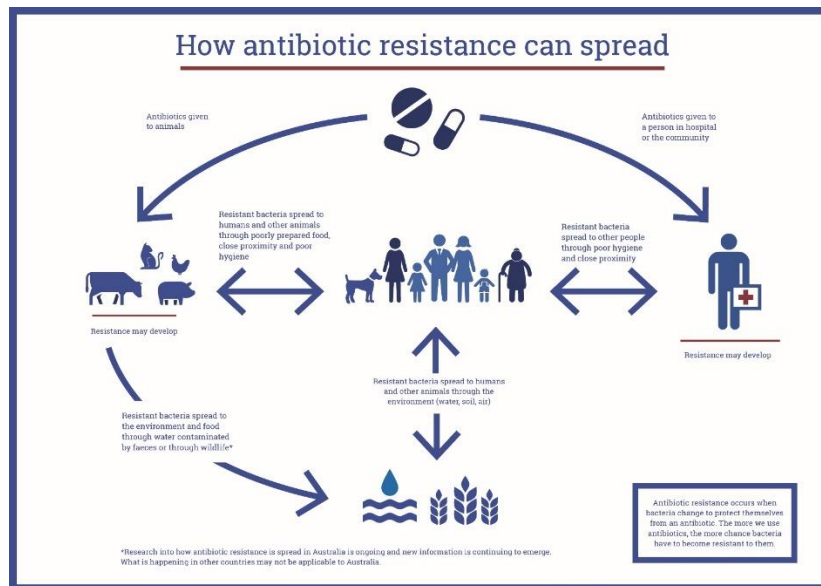 How antibiotic resistance can spread
Antibiotics given
to animals
Antibiotics given to
a person in hospital
or the community
Resistant bacteria spread to
humans and other animals
through poorly prepared food,
close proximity and poor
hygiene
Resistant bacteria
spread to other people
through poor hygiene
and close proximity
Resistance may develop
Resistance may develop
Resistant bacteria spread to humans
and other animals through the
environment (water, soil, air)
Resistant bacteria spread to
the environment and food
through water contaminated
by faeces or through wildlife*
Antibiotic resistance occurs when
bacteria change to protect themselves
from an antibiotic. The more we use
antibiotics, the more chance bacteria
have to become resistant to them.
*Research into how antibiotic resistance is spread in Australia is ongoing and new information is continuing to emerge.
What is happening in other countries may not be applicable to Australia.